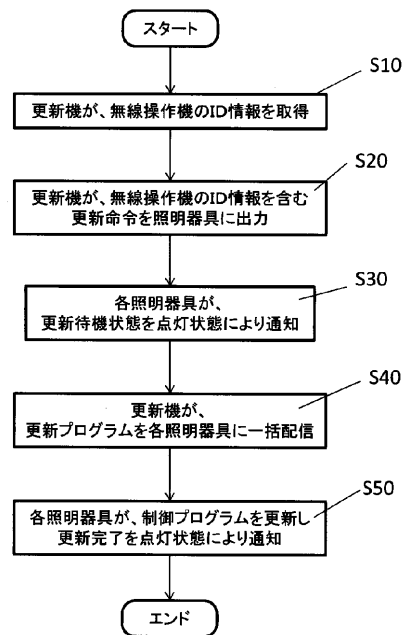 スタート
S10
更新機が、無線操作機のID情報を取得
S20
更新機が、無線操作機のID情報を含む
更新命令を照明器具に出力
S30
各照明器具が、
更新待機状態を点灯状態により通知
S40
更新機が、
更新プログラムを各照明器具に一括配信
S50
各照明器具が、制御プログラムを更新し
更新完了を点灯状態により通知
エンド